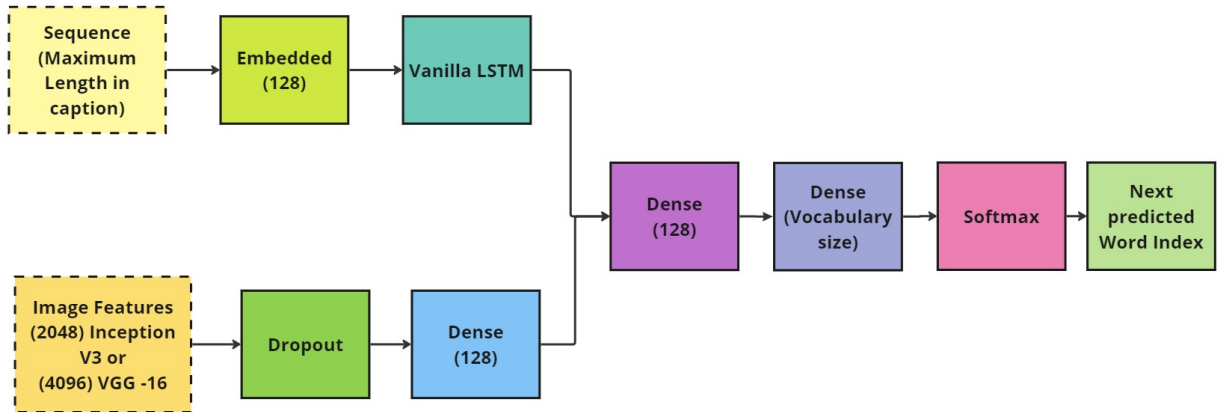 Sequence
(Maximum
Length in
caption)
Embedded
(128)
Vanilla LSTM
Dense
(128)
Dense
(Vocabulary
size)
Softmax
Next
predicted
Word Index
Image Features
(2048) Inception
V3 or
(4096) VGG -16
Dropout
Dense
(128)